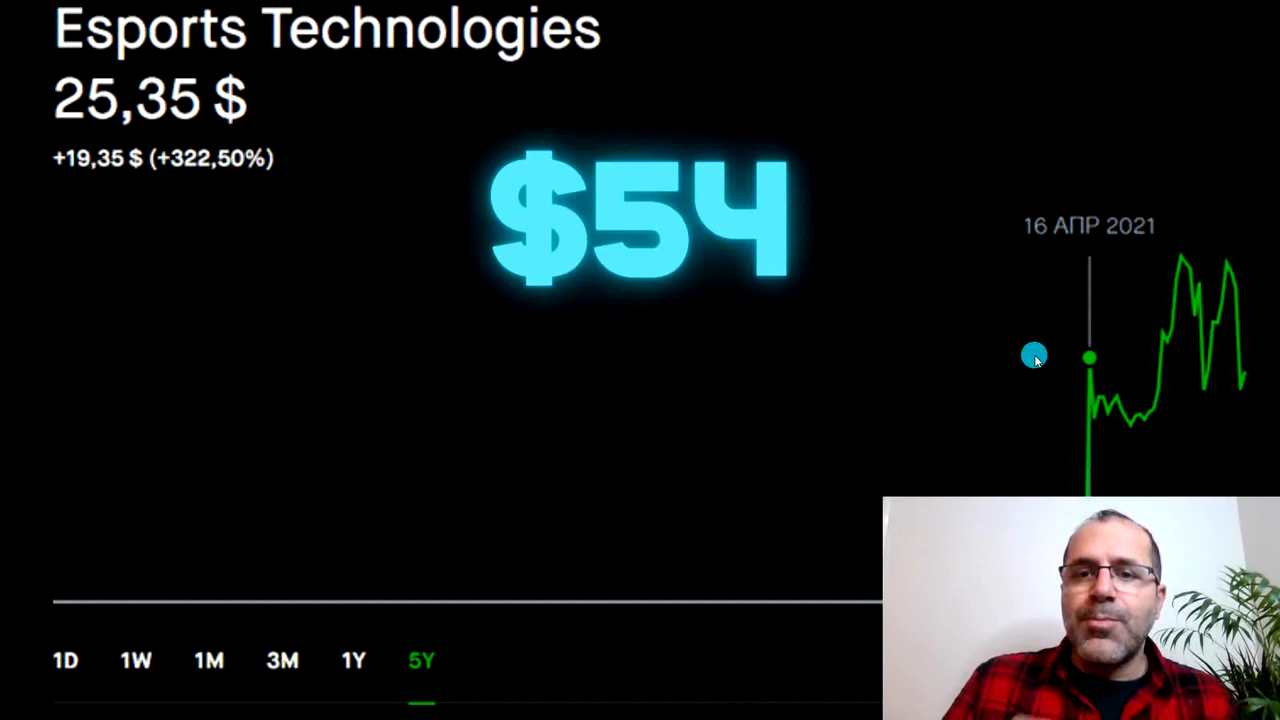 Esports Technologies
25,35 $
+19,35 $ (+322,50%)
$54
16 АПР 2021
1D 1W 1M 3M 1Y 5Y